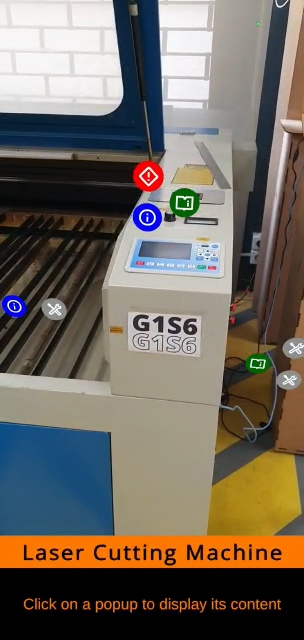 G1S6
G1S6
Laser Cutting Machine
Click on a popup to display its content